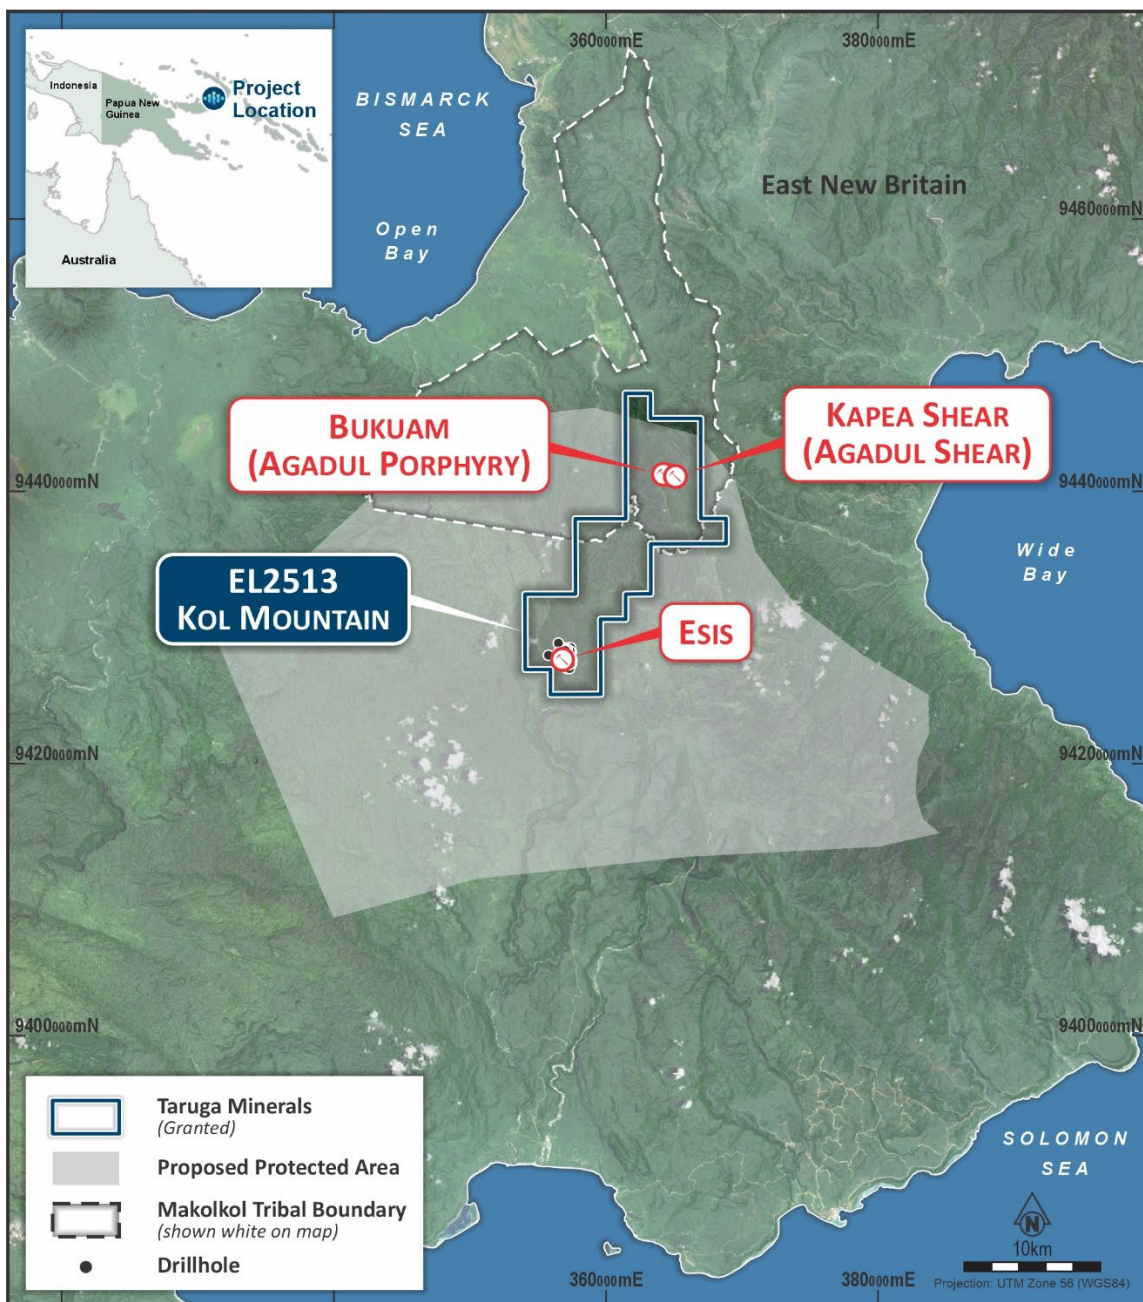 360000mE
380000mE
Indonesia
Papua New
Guinea
Project
Location
Australia
BISMARCK
SEA
Open
Bay
East New Britain
9460000mN
BUKUAM
(AGADUL PORPHYRY)
KAPEA SHEAR
(AGADUL SHEAR)
9440000mN
9440000mN
EL2513
KOL MOUNTAIN
Wide
Bay
ESIS
9420000mN
9420000mN
9400000mN
9400000mN
Taruga Minerals
(Granted)
Proposed Protected Area
Makolkol Tribal Boundary
(shown white on map)
Drillhole
SOLOMON
SEA
N
10km
360000mE
380000mE
Projection: UTM Zone 56 (WGS84)